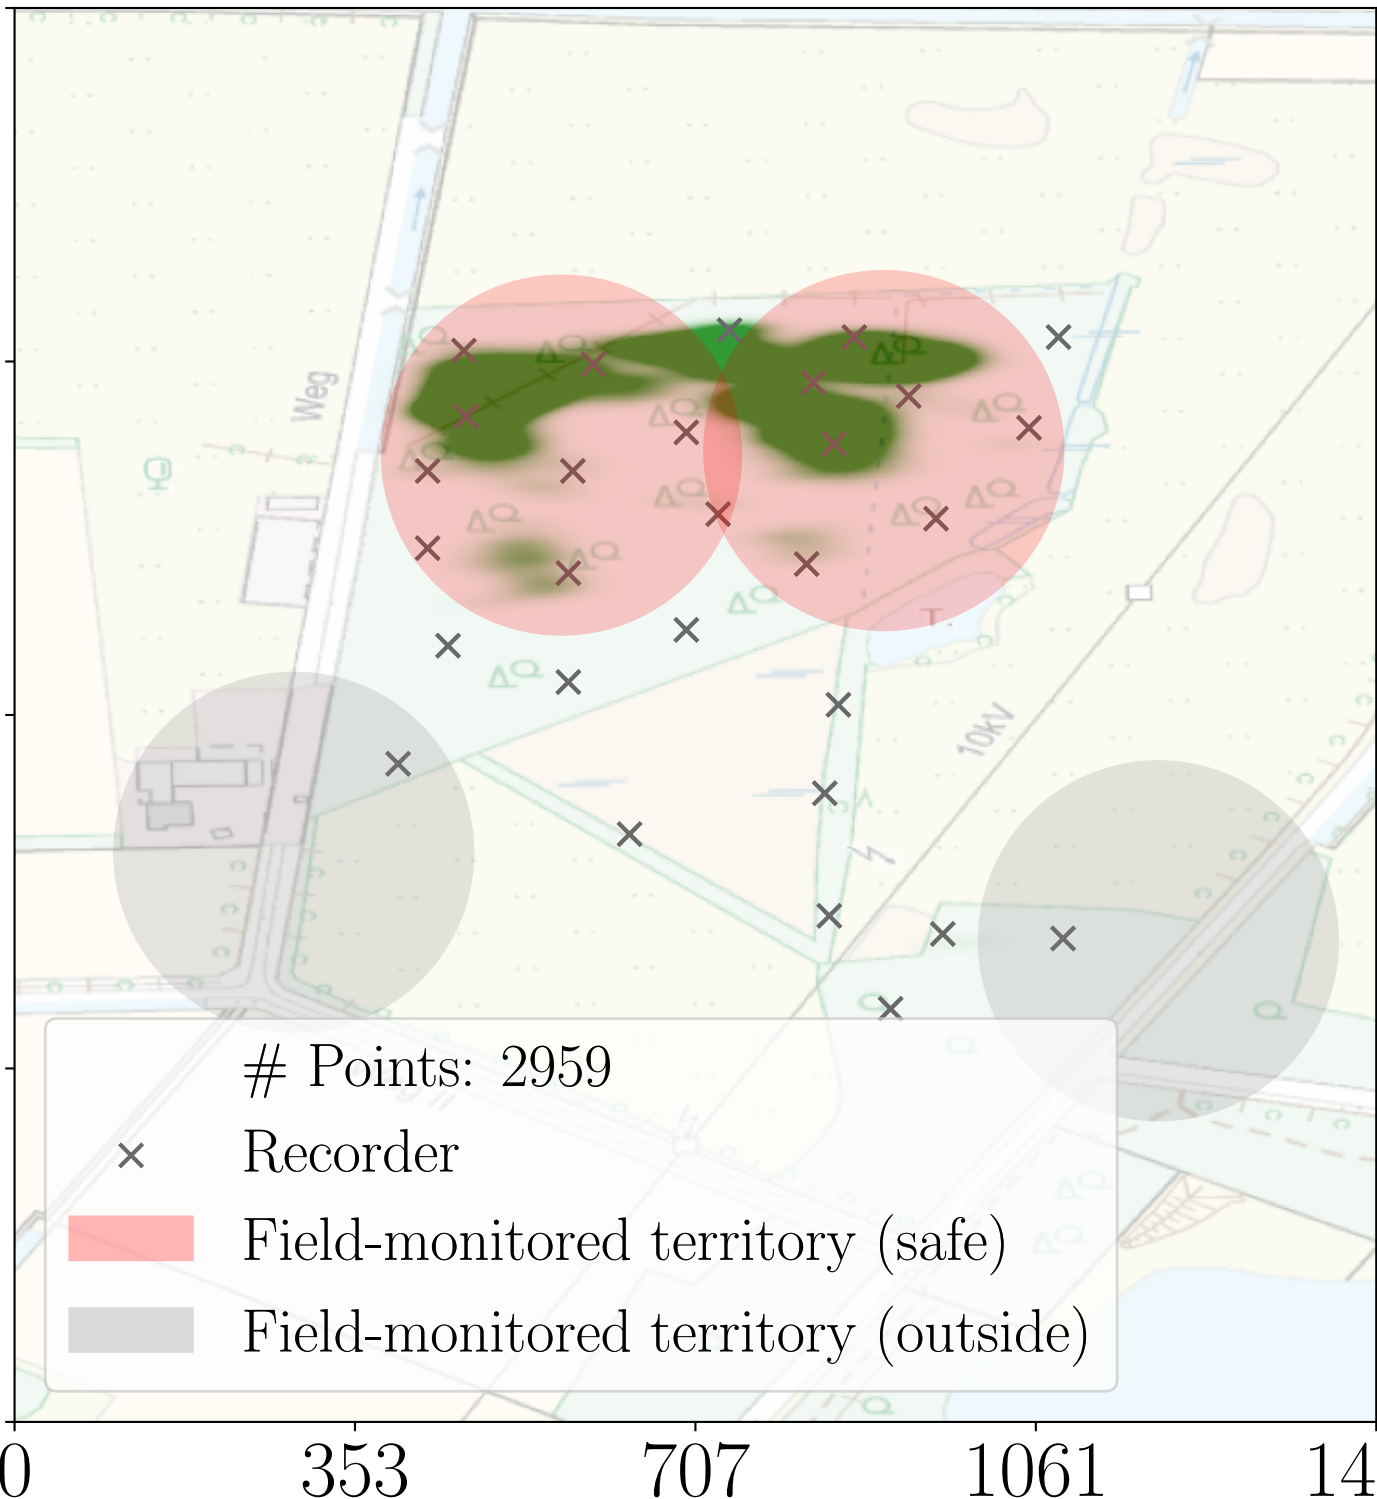 Weg
T.
10kV
# Points: 2959
Recorder
Field-monitored territory (safe)
Field-monitored territory (outside)
0 353 707 1061 14